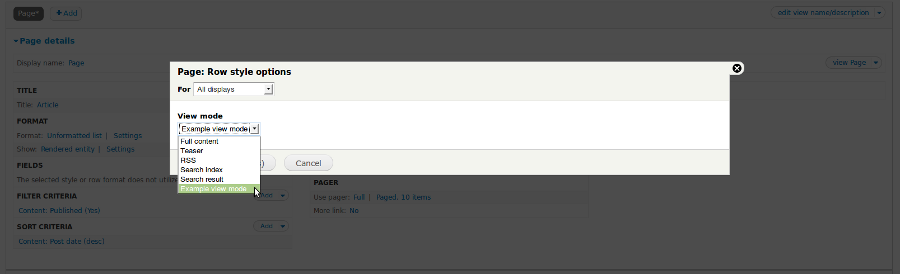 Page*
+ Add
edit view name/description
Page details
Display name: Page
view Page
Page: Row style options
For All displays
TITLE
Title: Article
View mode
FORMAT
Example view mode
Format: Unformatted list | Settings
Full content
Show: Rendered entity | Settings
Teaser
RSS
FIELDS
Search index
Cancel
The selected style or row format does not
Search result
PAGER
Example view mode
FILTER CRITERIA
Use pager: Full | Paged, 10 items
Content: Published (Yes)
More link: No
SORT CRITERIA
Add
Content: Post date (desc)